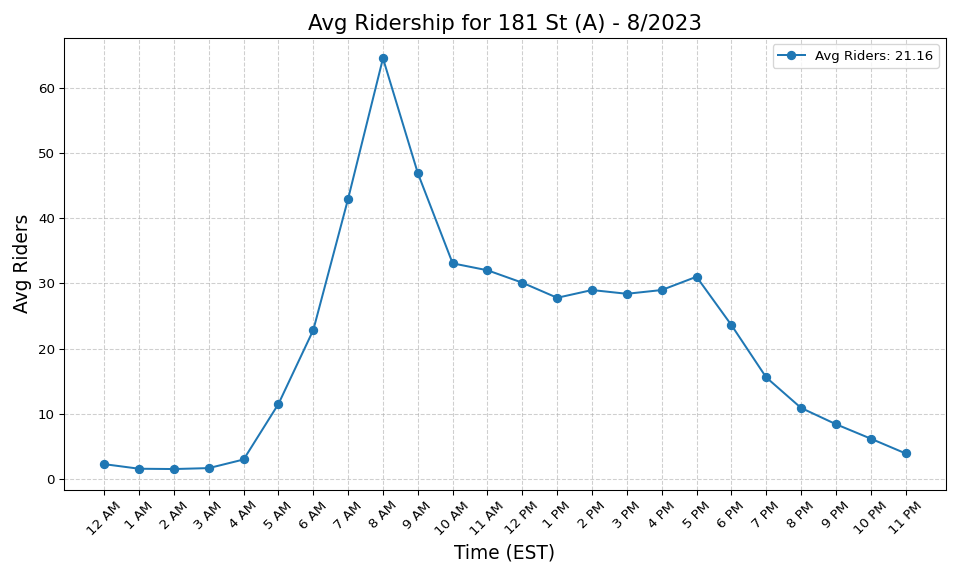 Avg Ridership for 181 St (A) - 8/2023
Avg Riders: 21.16
Avg Riders
60
50
40
30
20
10
0
12 AM
1 AM
2 AM
3 AM
4 AM
5 AM
6 AM
7 AM
8 AM
9 AM
10 AM
11 AM
12 PM
1 PM
2 PM
3 PM
4 PM
5 PM
6 PM
7 PM
8 PM
9 PM
10 PM
11 PM
Time (EST)